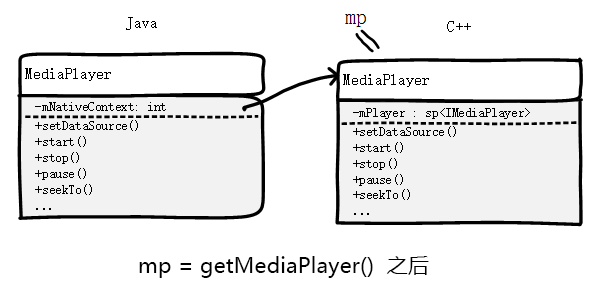 Java
mp
C++
MediaPlayer
-mNativeContext: int
+setDataSource()
+start()
+stop()
+pause()
+seekTo()
...
MediaPlayer
-mPlayer : sp<IMediaPlayer>
+setDataSource()
+start()
+stop()
+pause()
+seekTo()
...
mp = getMediaPlayer() 之后